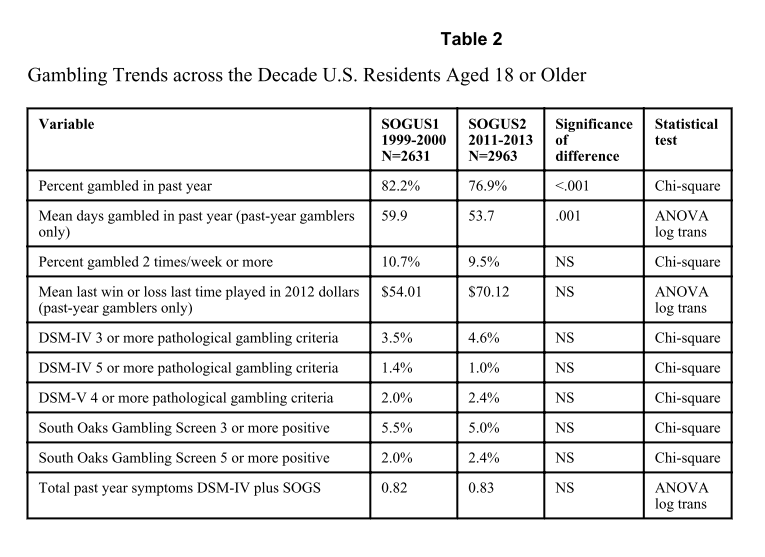 Table 2
Gambling Trends across the Decade U.S. Residents Aged 18 or Older
Variable SOGUS1 1999-2000 N=2631 SOGUS2 2011-2013 N=2963 Significance of difference Statistical test
Percent gambled in past year 82.2% 76.9% <.001 Chi-square
Mean days gambled in past year (past-year gamblers only) 59.9 53.7 .001 ANOVA log trans
Percent gambled 2 times/week or more 10.7% 9.5% NS Chi-square
Mean last win or loss last time played in 2012 dollars (past-year gamblers only) $54.01 $70.12 NS ANOVA log trans
DSM-IV 3 or more pathological gambling criteria 3.5% 4.6% NS Chi-square
DSM-IV 5 or more pathological gambling criteria 1.4% 1.0% NS Chi-square
DSM-V 4 or more pathological gambling criteria 2.0% 2.4% NS Chi-square
South Oaks Gambling Screen 3 or more positive 5.5% 5.0% NS Chi-square
South Oaks Gambling Screen 5 or more positive 2.0% 2.4% NS Chi-square
Total past year symptoms DSM-IV plus SOGS 0.82 0.83 NS ANOVA log trans